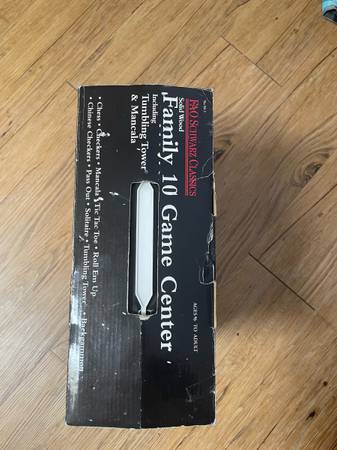 FAO SCHWARZ CLASSICS
Solid Wood
Family 10 Game Center
Including
Tumbling Tower
& Mancala
AGES 6 TO ADULT
• Chess • Checkers • Mancala • Tic Tac Toe • Roll Em Up
• Chinese Checkers • Pass Out • Solitaire • Tumbling Tower • Backgammon